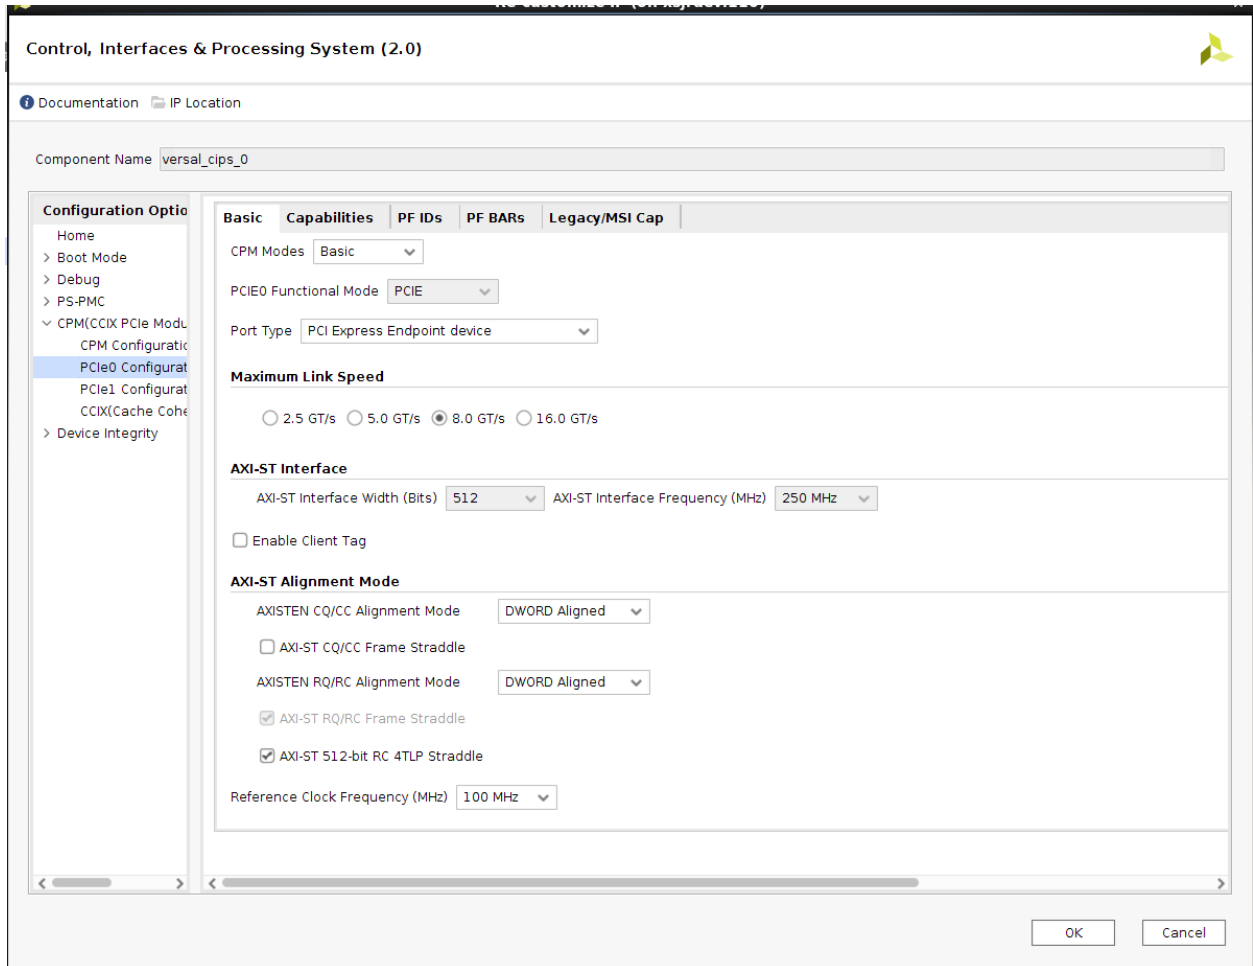 Control, Interfaces & Processing System (2.0)
Documentation IP Location
Component Name versal_cips_0
Configuration Optio
Home
Boot Mode
Debug
PS-PMC
CPM(CCIX PCIe Modu
CPM Configuratio
PCIe0 Configurat
PCIe1 Configurat
CCIX(Cache Cohe
Device Integrity
Basic Capabilities PF IDs PF BARs Legacy/MSI Cap
CPM Modes Basic
PCIE0 Functional Mode PCIE
Port Type PCI Express Endpoint device
Maximum Link Speed
2.5 GT/s 5.0 GT/s 8.0 GT/s 16.0 GT/s
AXI-ST Interface
AXI-ST Interface Width (Bits) 512 AXI-ST Interface Frequency (MHz) 250 MHz
Enable Client Tag
AXI-ST Alignment Mode
AXISTEN CQ/CC Alignment Mode DWORD Aligned
AXI-ST CQ/CC Frame Straddle
AXISTEN RQ/RC Alignment Mode DWORD Aligned
AXI-ST RQ/RC Frame Straddle
AXI-ST 512-bit RC 4TLP Straddle
Reference Clock Frequency (MHz) 100 MHz
OK Cancel